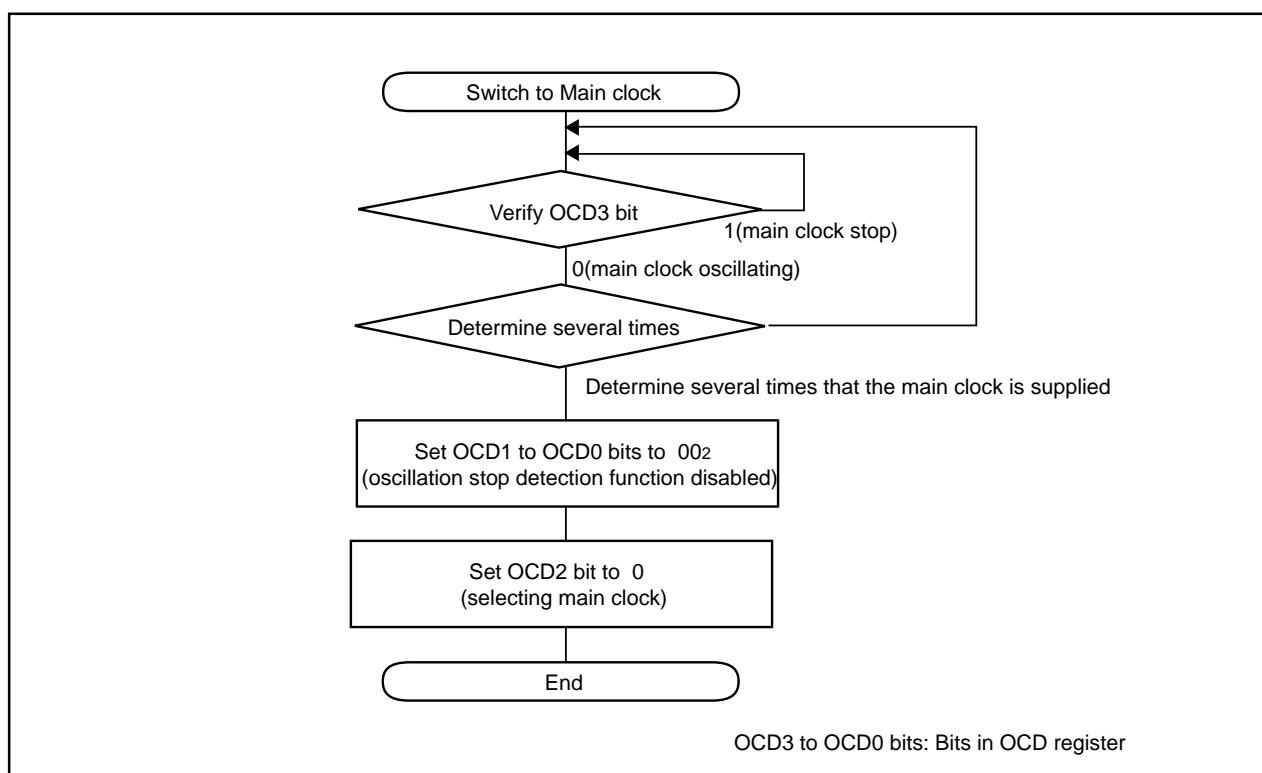 Switch to Main clock
Verify OCD3 bit
1(main clock stop)
0(main clock oscillating)
Determine several times
Determine several times that the main clock is supplied
Set OCD1 to OCD0 bits to 002
(oscillation stop detection function disabled)
Set OCD2 bit to 0
(selecting main clock)
End
OCD3 to OCD0 bits: Bits in OCD register